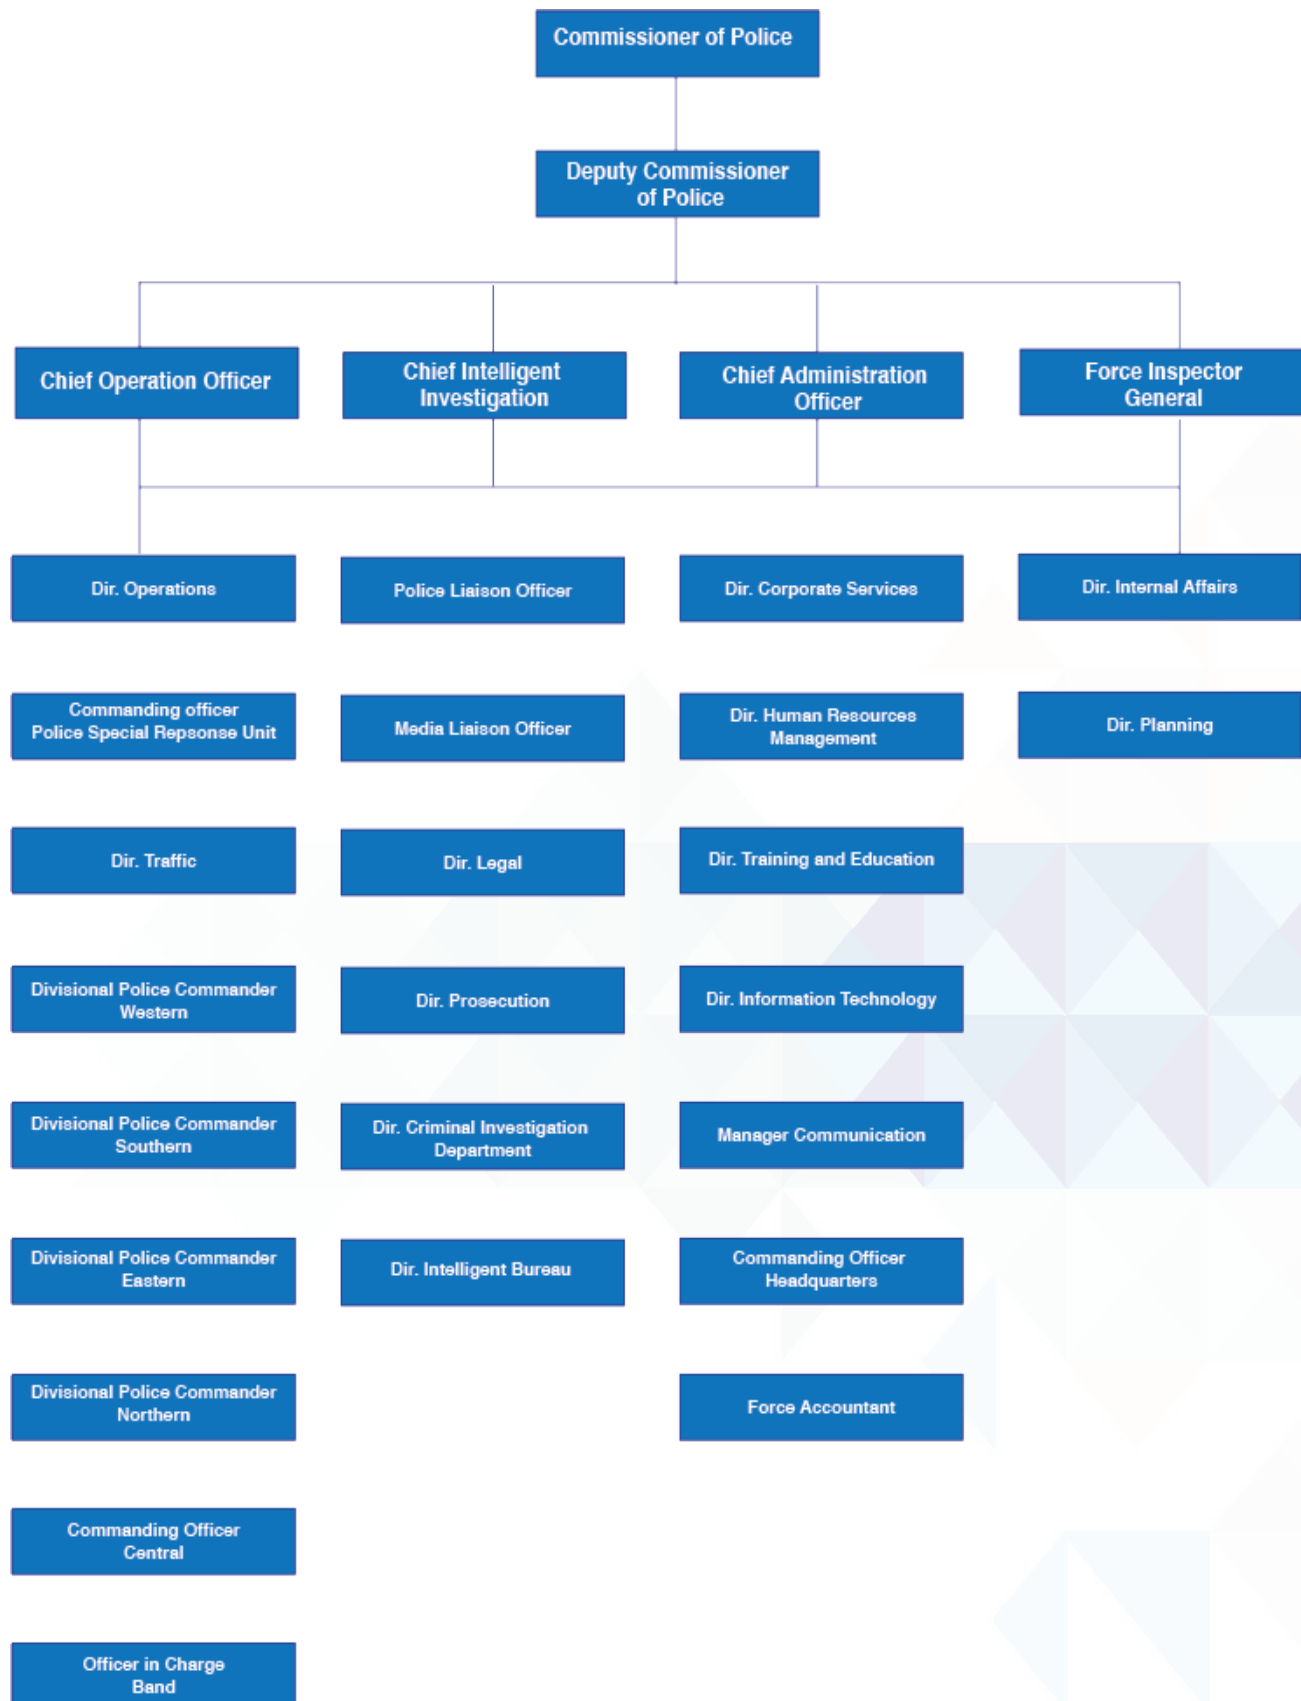 Commissioner of Police
Deputy Commissioner
of Police
Chief Operation Officer
Chief Intelligent
Investigation
Chief Administration
Officer
Force Inspector
General
Dir. Operations
Police Liaison Officer
Dir. Corporate Services
Dir. Internal Affairs
Commanding officer
Police Special Repsonse Unit
Media Liaison Officer
Dir. Human Resources
Management
Dir. Planning
Dir. Traffic
Dir. Legal
Dir. Training and Education
Divisional Police Commander
Western
Dir. Prosecution
Dir. Information Technology
Divisional Police Commander
Southern
Dir. Criminal Investigation
Department
Manager Communication
Divisional Police Commander
Eastern
Dir. Intelligent Bureau
Commanding Officer
Headquarters
Divisional Police Commander
Northern
Force Accountant
Commanding Officer
Central
Officer in Charge
Band